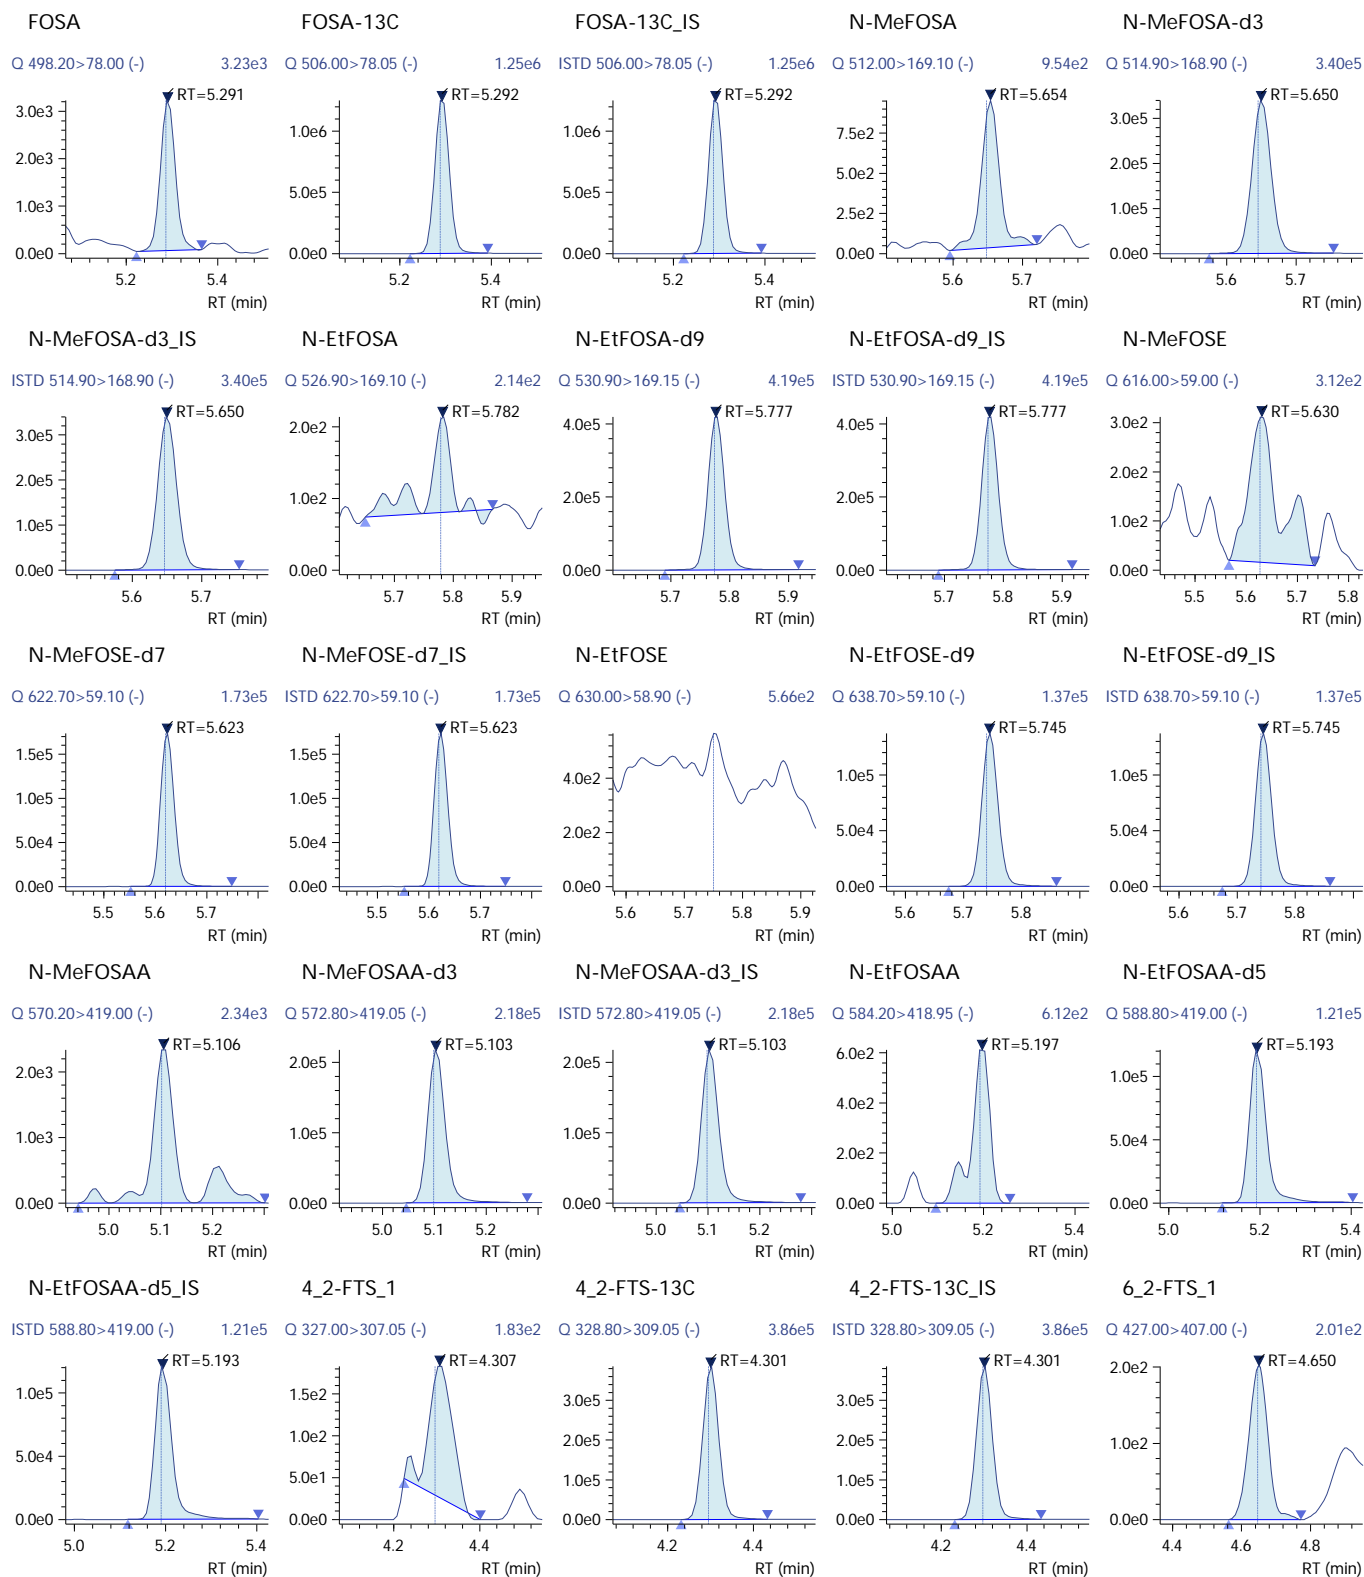 FOSA
Q 498.20>78.00 (-) 3.23e3
RT=5.291
3.0e3
2.0e3
1.0e3
0.0e0
5.2 5.4
RT (min)
FOSA-13C
Q 506.00>78.05 (-) 1.25e6
RT=5.292
1.0e6
5.0e5
0.0e0
5.2 5.4
RT (min)
FOSA-13C_IS
ISTD 506.00>78.05 (-) 1.25e6
RT=5.292
1.0e6
5.0e5
0.0e0
5.2 5.4
RT (min)
N-MeFOSA
Q 512.00>169.10 (-) 9.54e2
RT=5.654
7.5e2
5.0e2
2.5e2
0.0e0
5.6 5.7
RT (min)
N-MeFOSA-d3
Q 514.90>168.90 (-) 3.40e5
RT=5.650
3.0e5
2.0e5
1.0e5
0.0e0
5.6 5.7
RT (min)
N-MeFOSA-d3_IS
ISTD 514.90>168.90 (-) 3.40e5
RT=5.650
3.0e5
2.0e5
1.0e5
0.0e0
5.6 5.7
RT (min)
N-EtFOSA
Q 526.90>169.10 (-) 2.14e2
RT=5.782
2.0e2
1.0e2
0.0e0
5.7 5.8 5.9
RT (min)
N-EtFOSA-d9
Q 530.90>169.15 (-) 4.19e5
RT=5.777
4.0e5
2.0e5
0.0e0
5.7 5.8 5.9
RT (min)
N-EtFOSA-d9_IS
ISTD 530.90>169.15 (-) 4.19e5
RT=5.777
4.0e5
2.0e5
0.0e0
5.7 5.8 5.9
RT (min)
N-MeFOSE
Q 616.00>59.00 (-) 3.12e2
RT=5.630
3.0e2
2.0e2
1.0e2
0.0e0
5.5 5.6 5.7 5.8
RT (min)
N-MeFOSE-d7
Q 622.70>59.10 (-) 1.73e5
RT=5.623
1.5e5
1.0e5
5.0e4
0.0e0
5.5 5.6 5.7
RT (min)
N-MeFOSE-d7_IS
ISTD 622.70>59.10 (-) 1.73e5
RT=5.623
1.5e5
1.0e5
5.0e4
0.0e0
5.5 5.6 5.7
RT (min)
N-EtFOSE
Q 630.00>58.90 (-) 5.66e2
4.0e2
2.0e2
0.0e0
5.6 5.7 5.8 5.9
RT (min)
N-EtFOSE-d9
Q 638.70>59.10 (-) 1.37e5
RT=5.745
1.0e5
5.0e4
0.0e0
5.6 5.7 5.8
RT (min)
N-EtFOSE-d9_IS
ISTD 638.70>59.10 (-) 1.37e5
RT=5.745
1.0e5
5.0e4
0.0e0
5.6 5.7 5.8
RT (min)
N-MeFOSAA
Q 570.20>419.00 (-) 2.34e3
RT=5.106
2.0e3
1.0e3
0.0e0
5.0 5.1 5.2
RT (min)
N-MeFOSAA-d3
Q 572.80>419.05 (-) 2.18e5
RT=5.103
2.0e5
1.0e5
0.0e0
5.0 5.1 5.2
RT (min)
N-MeFOSAA-d3_IS
ISTD 572.80>419.05 (-) 2.18e5
RT=5.103
2.0e5
1.0e5
0.0e0
5.0 5.1 5.2
RT (min)
N-EtFOSAA
Q 584.20>418.95 (-) 6.12e2
RT=5.197
6.0e2
4.0e2
2.0e2
0.0e0
5.0 5.2 5.4
RT (min)
N-EtFOSAA-d5
Q 588.80>419.00 (-) 1.21e5
RT=5.193
1.0e5
5.0e4
0.0e0
5.0 5.2 5.4
RT (min)
N-EtFOSAA-d5_IS
ISTD 588.80>419.00 (-) 1.21e5
RT=5.193
1.0e5
5.0e4
0.0e0
5.0 5.2 5.4
RT (min)
4_2-FTS_1
Q 327.00>307.05 (-) 1.83e2
RT=4.307
1.5e2
1.0e2
5.0e1
0.0e0
4.2 4.4
RT (min)
4_2-FTS-13C
Q 328.80>309.05 (-) 3.86e5
RT=4.301
3.0e5
2.0e5
1.0e5
0.0e0
4.2 4.4
RT (min)
4_2-FTS-13C_IS
ISTD 328.80>309.05 (-) 3.86e5
RT=4.301
3.0e5
2.0e5
1.0e5
0.0e0
4.2 4.4
RT (min)
6_2-FTS_1
Q 427.00>407.00 (-) 2.01e2
RT=4.650
2.0e2
1.0e2
0.0e0
4.4 4.6 4.8
RT (min)